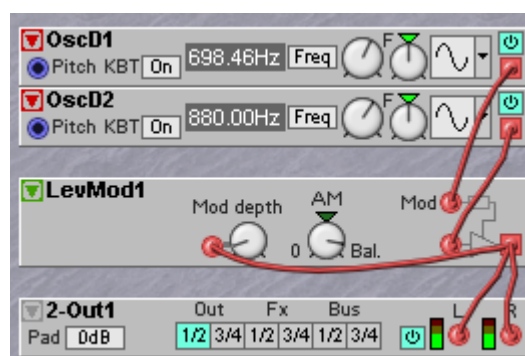 OscD1
Pitch KBT On 698.46Hz Freq F
OscD2
Pitch KBT On 880.00Hz Freq F
LevMod1
Mod depth AM Mod
0 Bal.
2-Out1 Out Fx Bus L R
Pad 0dB 1/2 3/4 1/2 3/4 1/2 3/4